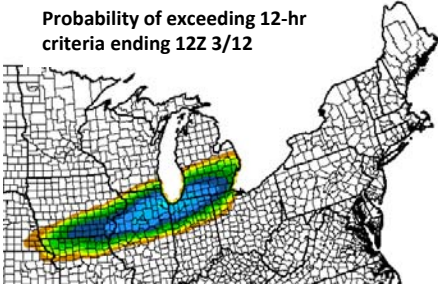 Probability of exceeding 12-hr
criteria ending 12Z 3/12